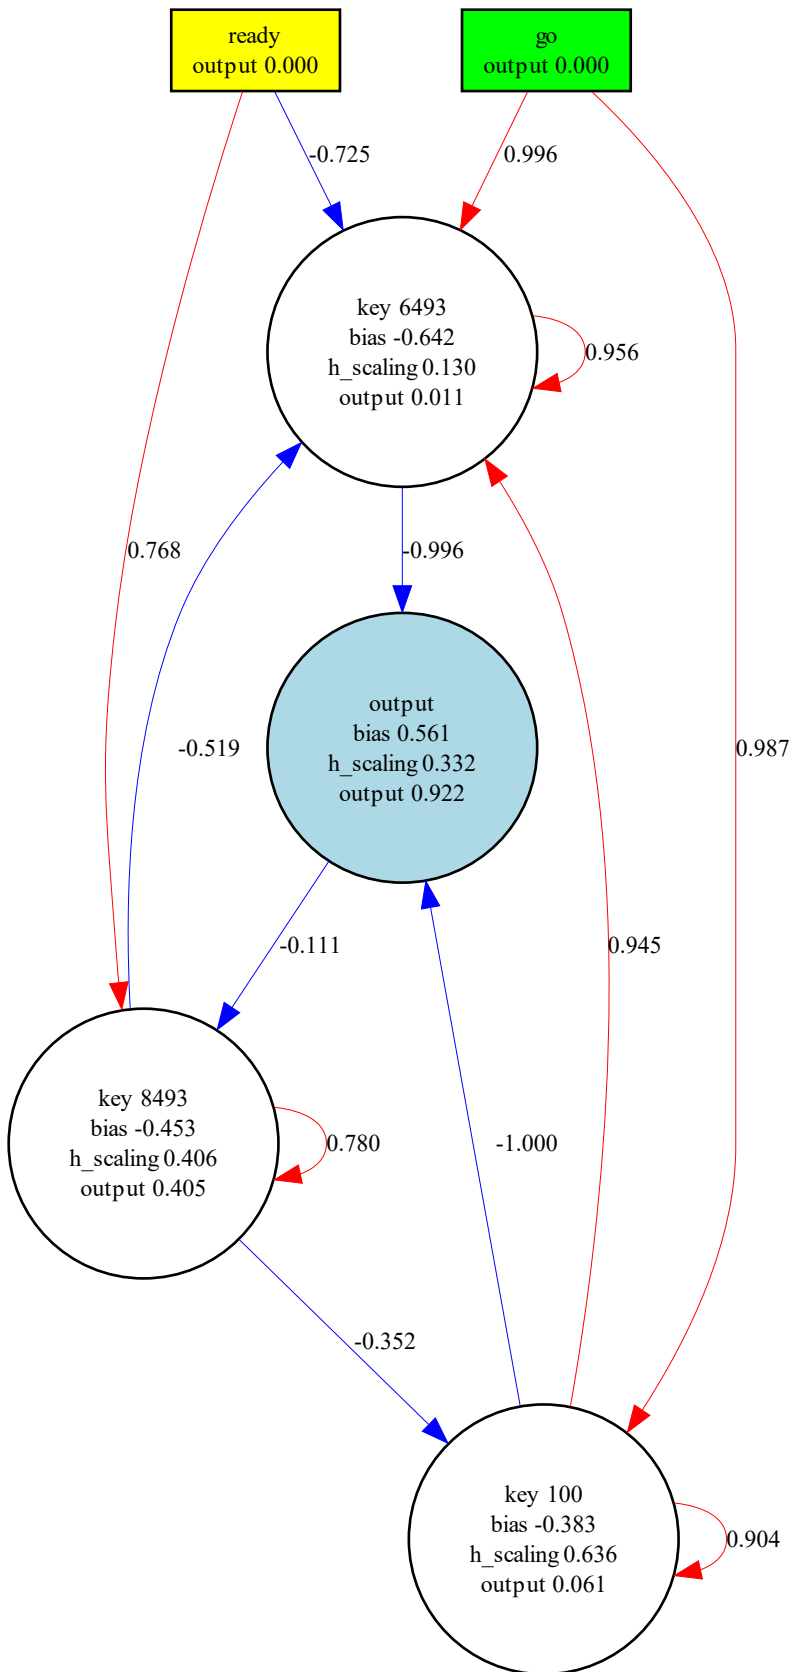 ready
output 0.000
go
output 0.000
-0.725
0.996
key 6493
bias -0.642
h_scaling 0.130
output 0.011
0.956
0.768
-0.996
output
bias 0.561
h_scaling 0.332
output 0.922
-0.519
0.987
-0.111
0.945
key 8493
bias -0.453
h_scaling 0.406
output 0.405
0.780
-1.000
-0.352
key 100
bias -0.383
h_scaling 0.636
output 0.061
0.904